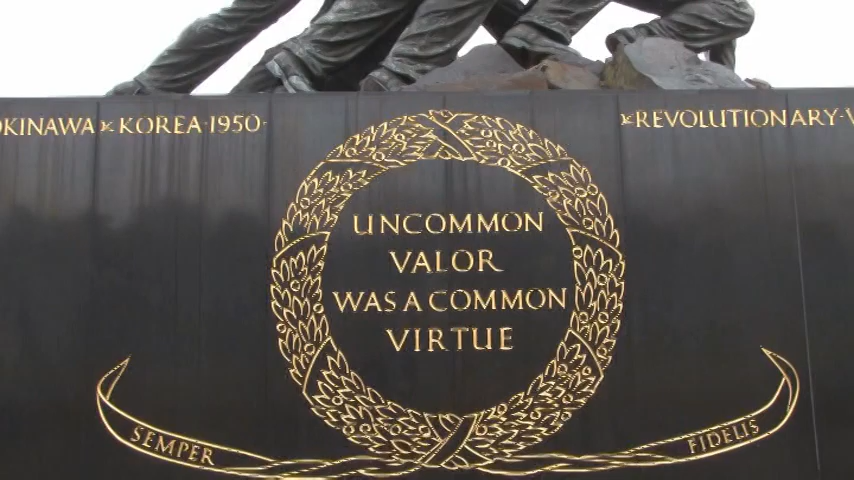 OKINAWA ★ KOREA · 1950 ·
★ REVOLUTIONARY
UNCOMMON
VALOR
WAS A COMMON
VIRTUE
SEMPER
FIDELIS